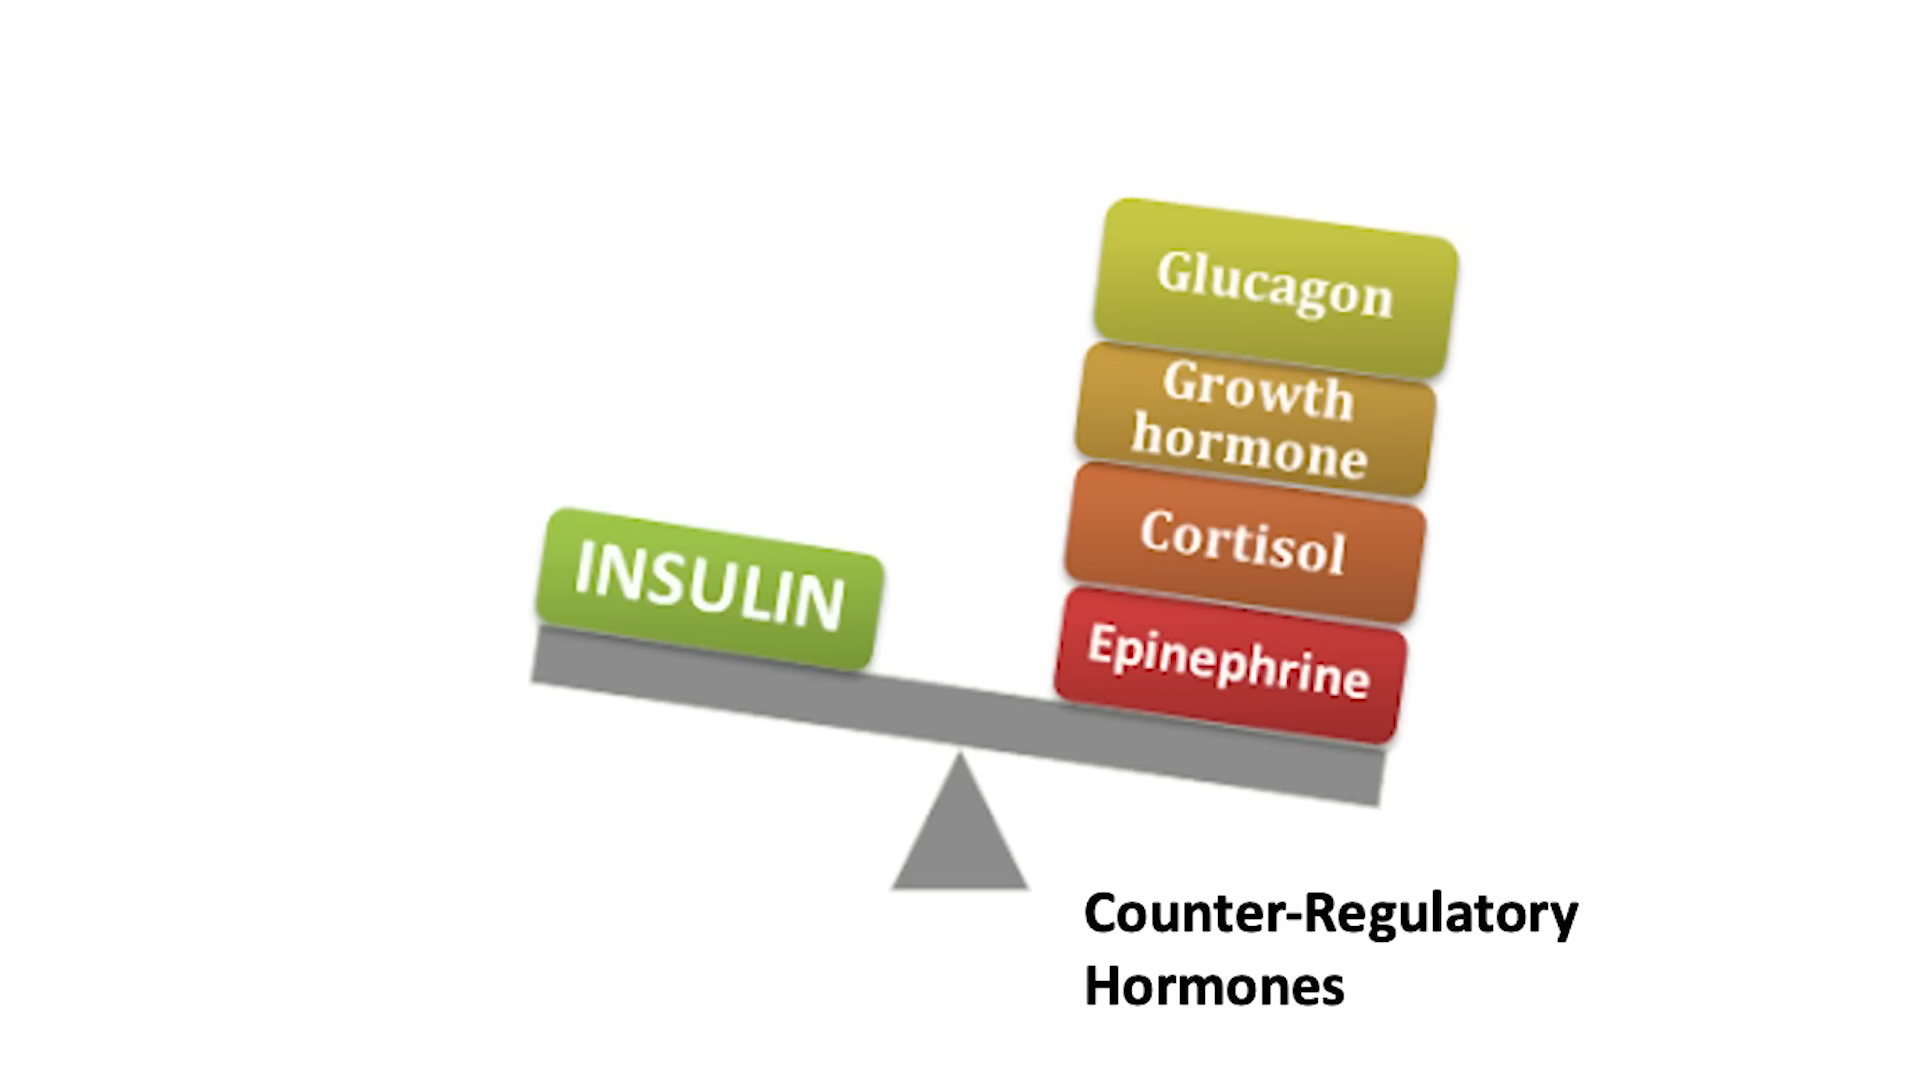 Glucagon
Growth
hormone
Cortisol
INSULIN
Epinephrine
Counter-Regulatory
Hormones